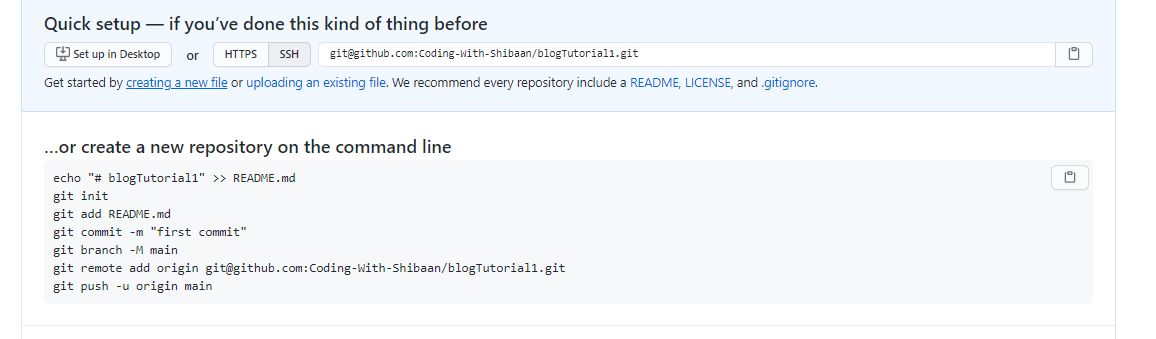 Quick setup — if you've done this kind of thing before
Set up in Desktop or HTTPS SSH git@github.com:Coding-With-Shibaan/blogTutorial1.git
Get started by creating a new file or uploading an existing file. We recommend every repository include a README, LICENSE, and .gitignore.
…or create a new repository on the command line
echo "# blogTutorial1" >> README.md
git init
git add README.md
git commit -m "first commit"
git branch -M main
git remote add origin git@github.com:Coding-With-Shibaan/blogTutorial1.git
git push -u origin main